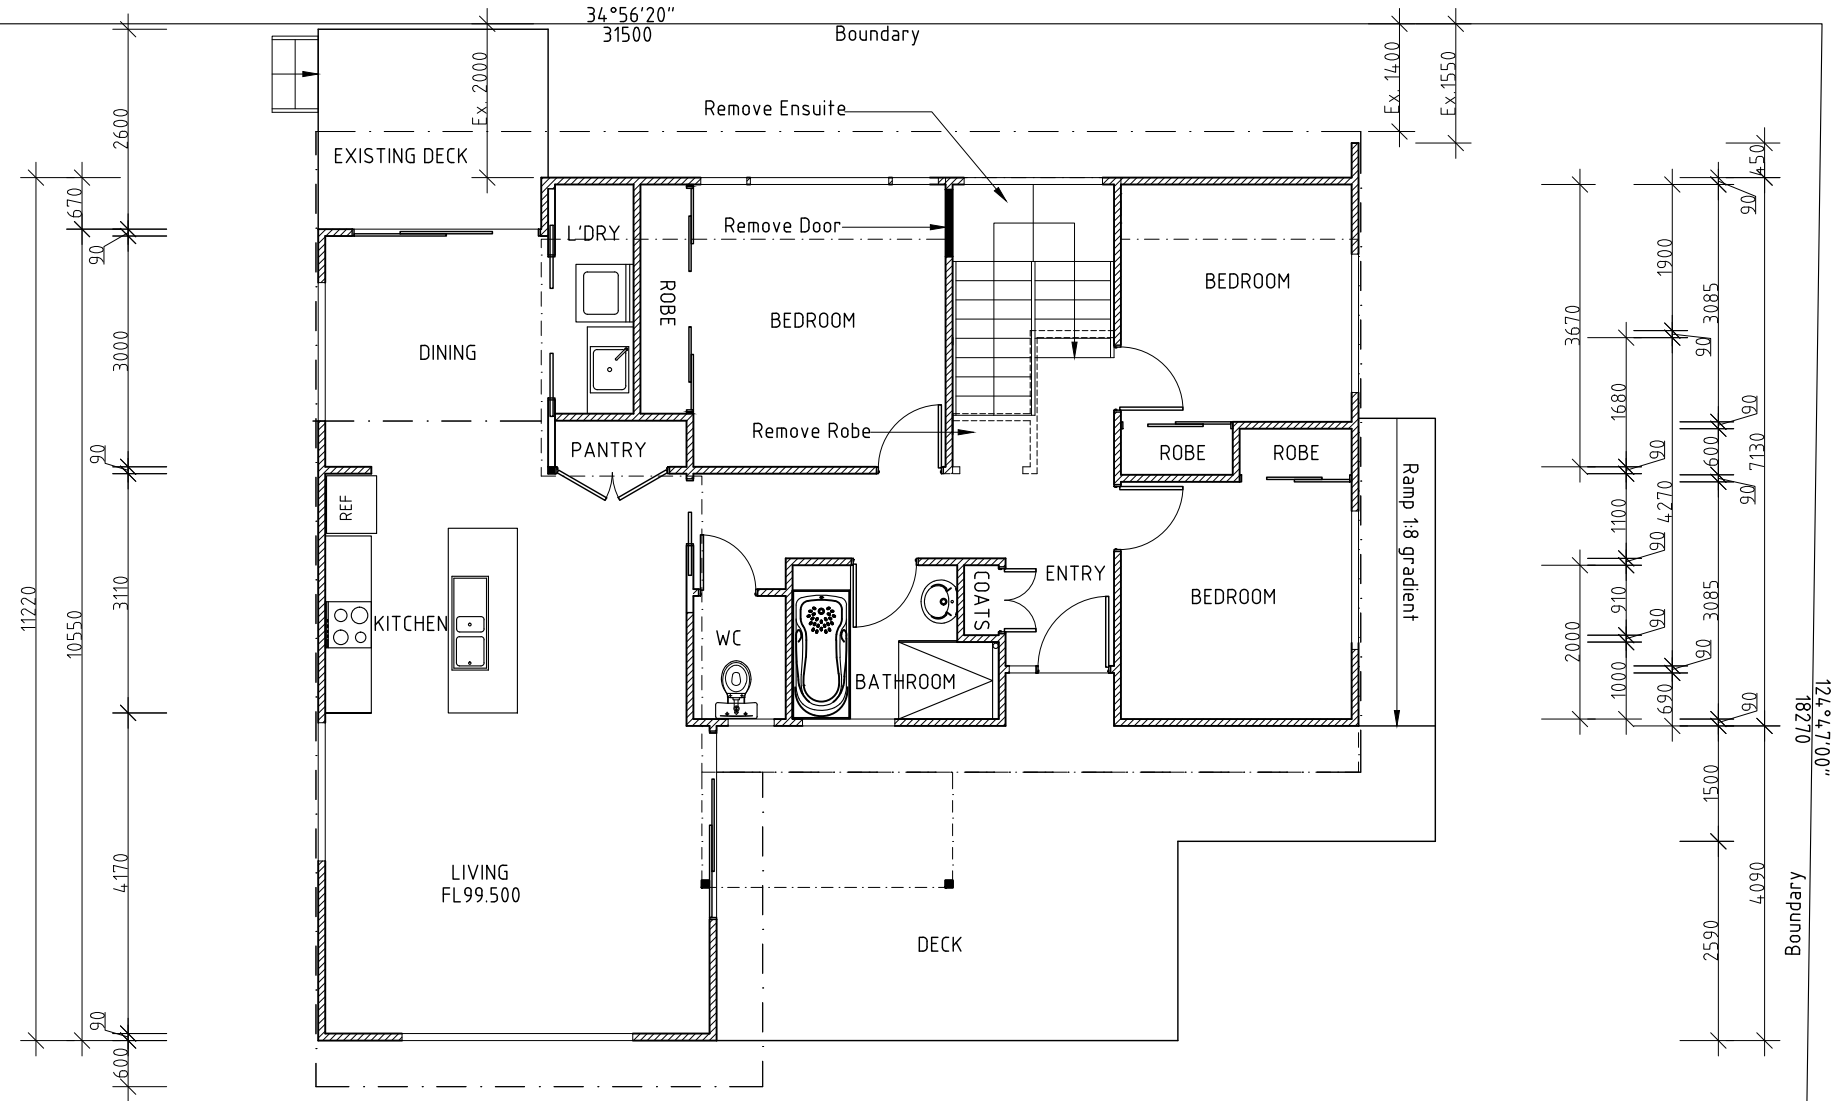 34°56'20"
31500
Boundary
Ex. 2000
Ex. 1400
Ex.1550
Remove Ensuite
2600
EXISTING DECK
450
670
L'DRY
Remove Door
90
90
1900
ROBE
BEDROOM
BEDROOM
3085
3670
3000
DINING
90
1680
90
Remove Robe
PANTRY
ROBE
ROBE
90
90
600
7130
REF
Ramp 1:8 gradient
1100
4270
90
90
11220
10550
3110
KITCHEN
COATS
ENTRY
BEDROOM
910
3085
90
WC
2000
90
BATHROOM
1000
690
90
124°47'00"
18270
1500
4170
LIVING
FL99.500
4090
Boundary
DECK
2590
90
600